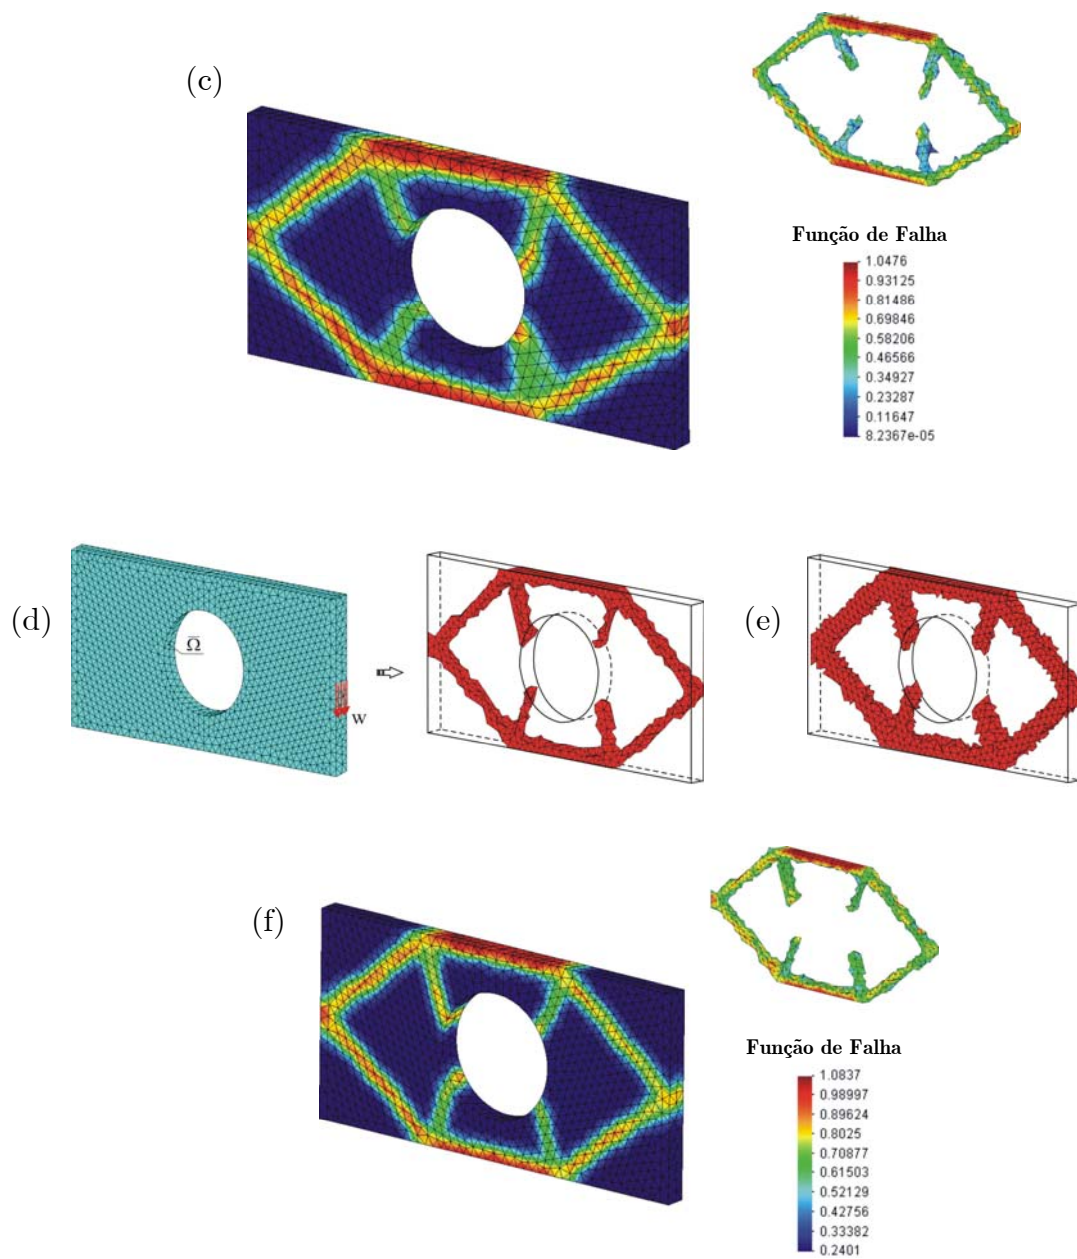 (c)
Função de Falha
1.0476
0.93125
0.81486
0.69846
0.58206
0.46566
0.34927
0.23287
0.11647
8.2367e-05
(d)
Ω
W
(e)
(f)
Função de Falha
1.0837
0.98997
0.89624
0.8025
0.70877
0.61503
0.52129
0.42756
0.33382
0.2401